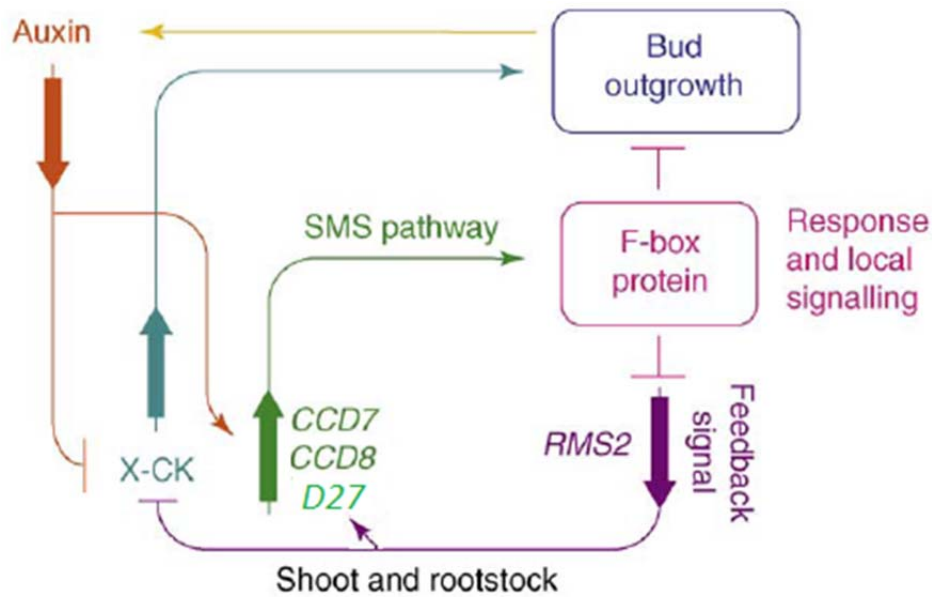 Auxin
Bud
outgrowth
SMS pathway
F-box
protein
Response
and local
signalling
CCD7
CCD8
D27
X-CK
RMS2
Feedback
signal
Shoot and rootstock